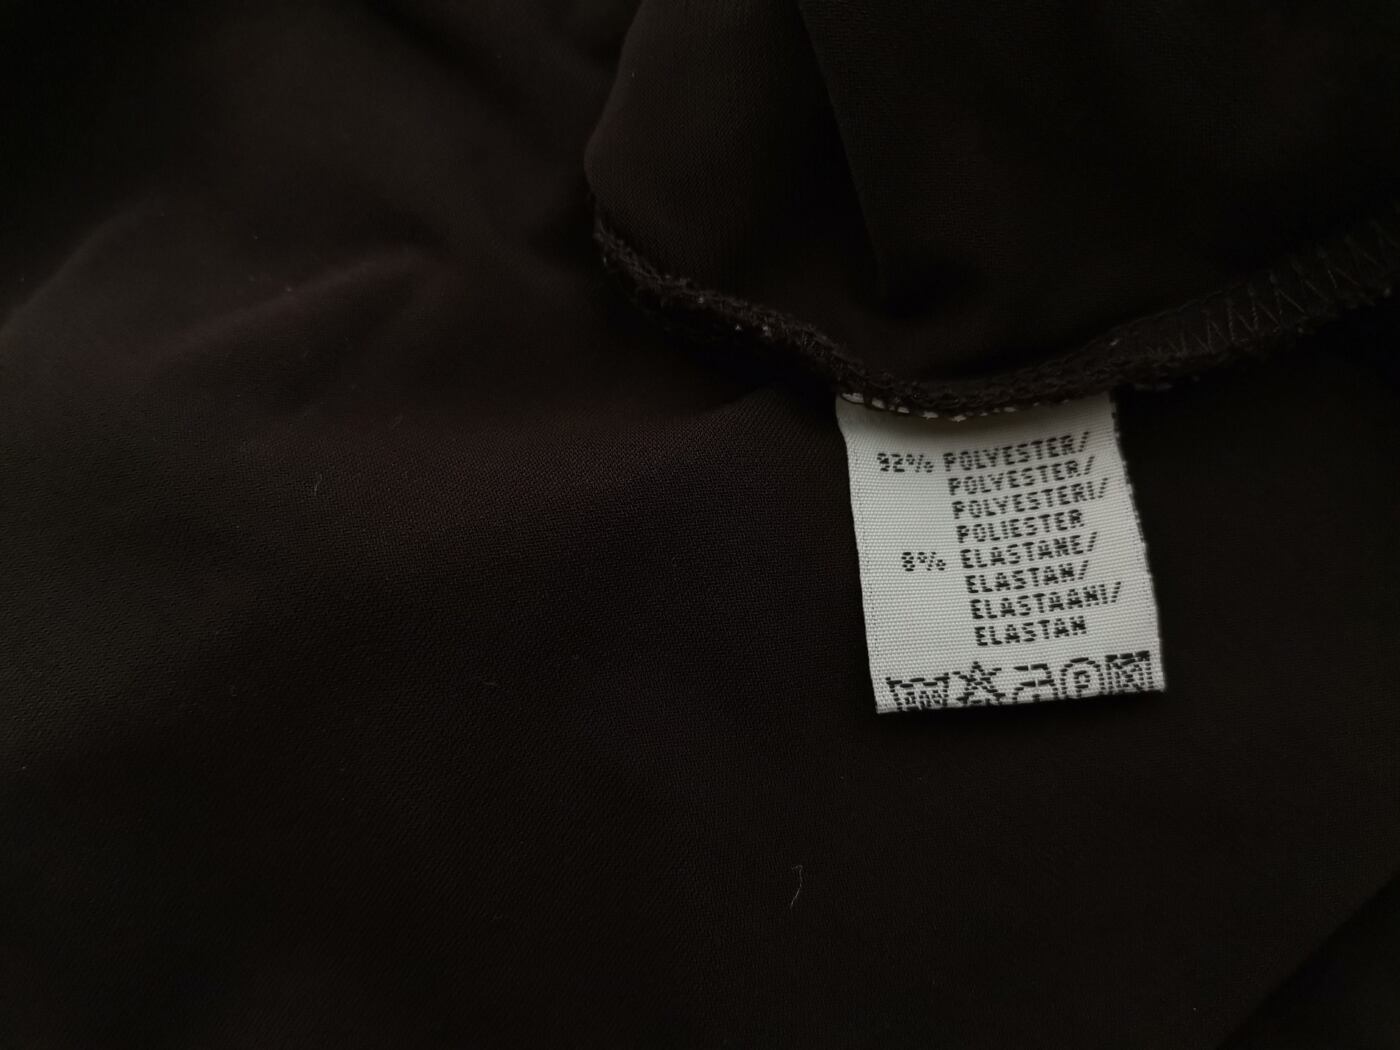 92% POLYESTER/
POLYESTER/
POLYESTERI/
POLIESTER
8% ELASTANE/
ELASTAN/
ELASTAANI/
ELASTAN
P